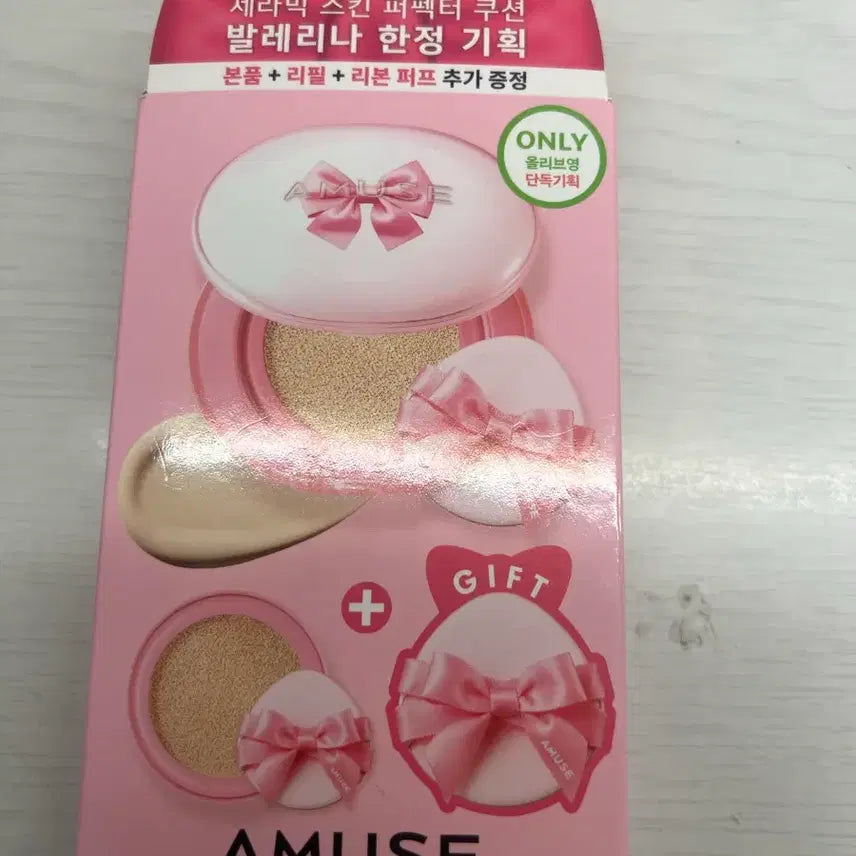 세라믹 스킨 퍼펙터 쿠션
발레리나 한정 기획
본품 + 리필 + 리본 퍼프 추가 증정
ONLY
올리브영
단독기획
AMUSE
GIFT
AMUSE
AMUSE
AMUSE